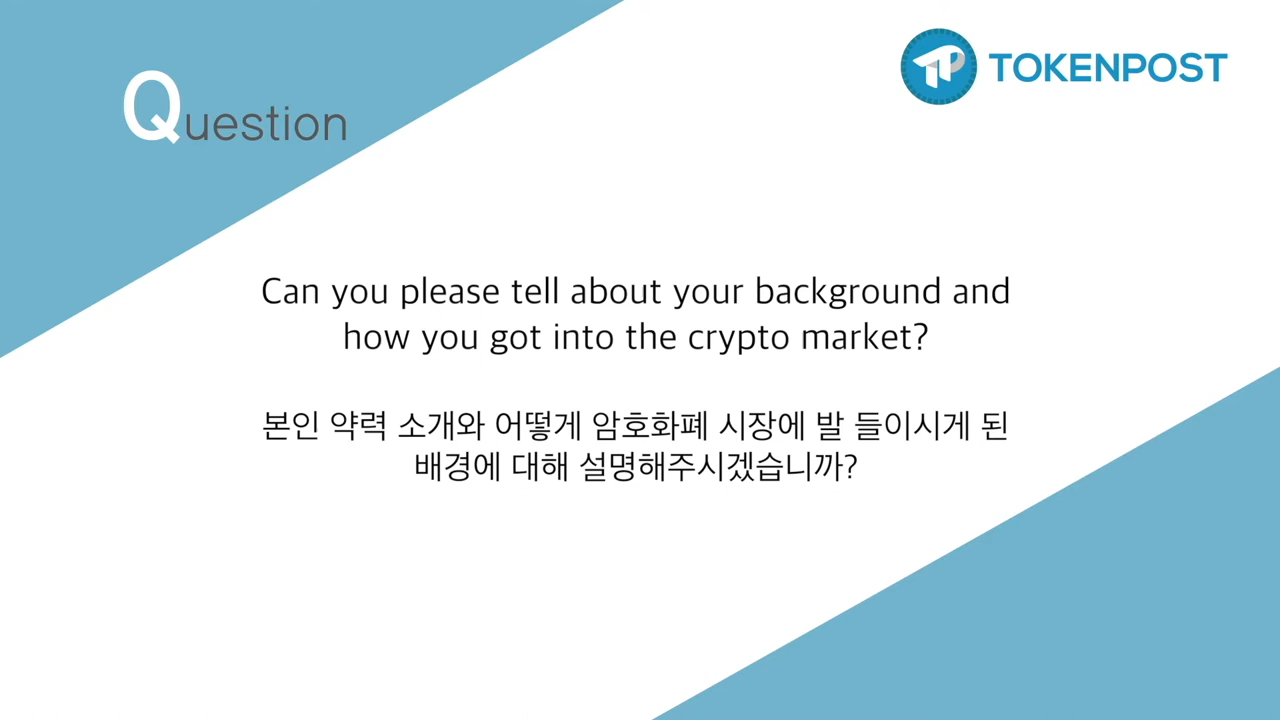 Question
TOKENPOST
Can you please tell about your background and
how you got into the crypto market?
본인 약력 소개와 어떻게 암호화폐 시장에 발 들이시게 된
배경에 대해 설명해주시겠습니까?